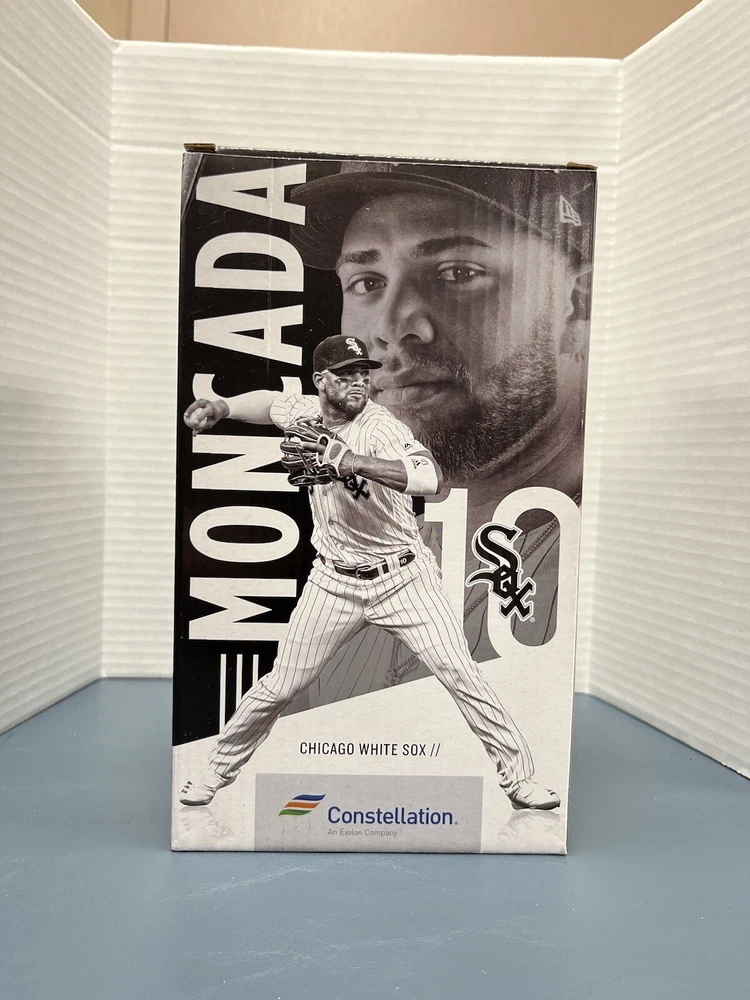 MONCADA
10
Sox
CHICAGO WHITE SOX //
Constellation.
An Exelon Company